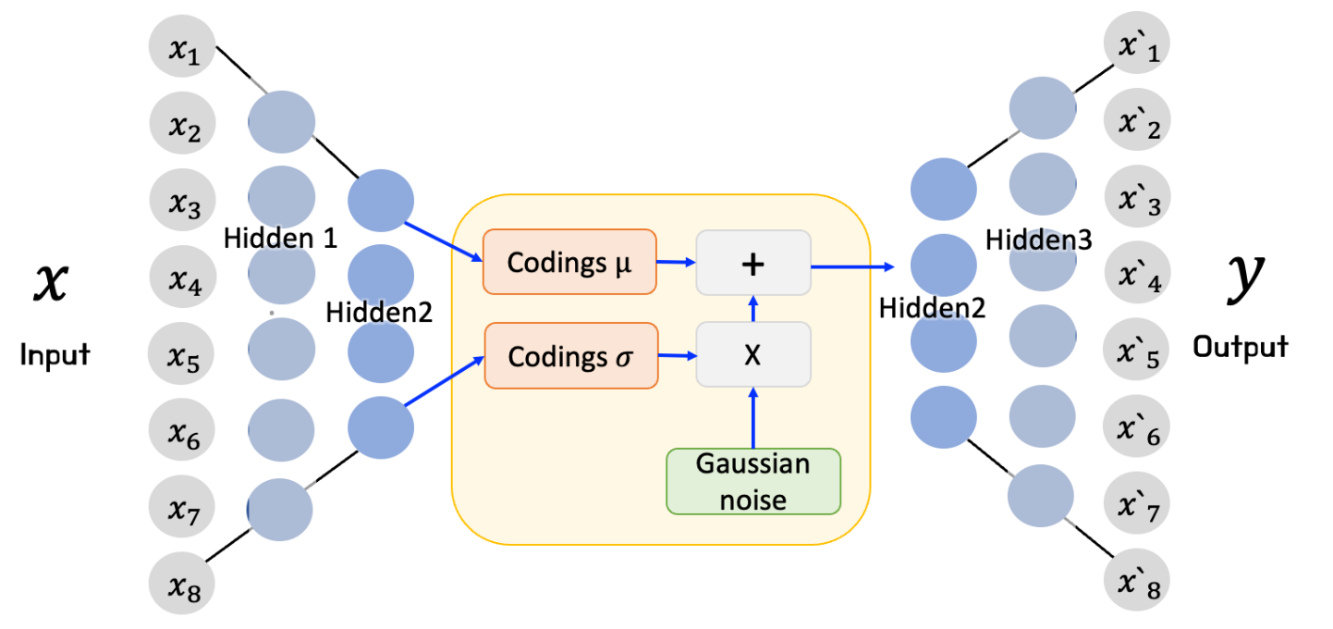 x
Input
x₁
x₂
x₃
x₄
x₅
x₆
x₇
x₈
Hidden 1
Hidden2
Codings μ
Codings σ
+
X
Gaussian
noise
Hidden2
Hidden3
x`₁
x`₂
x`₃
x`₄
x`₅
x`₆
x`₇
x`₈
y
Output